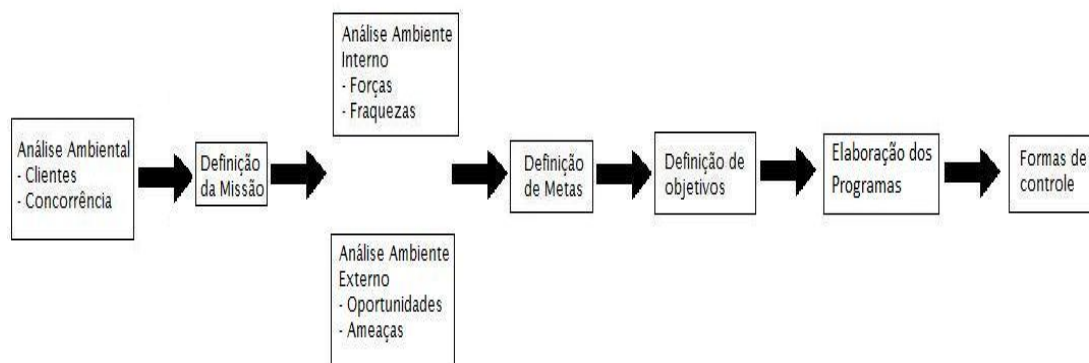 Análise Ambiental
- Clientes
- Concorrência
Definição
da Missão
Análise Ambiente
Interno
- Forças
- Fraquezas
Análise Ambiente
Externo
- Oportunidades
- Ameaças
Definição
de Metas
Definição de
objetivos
Elaboração dos
Programas
Formas de
controle